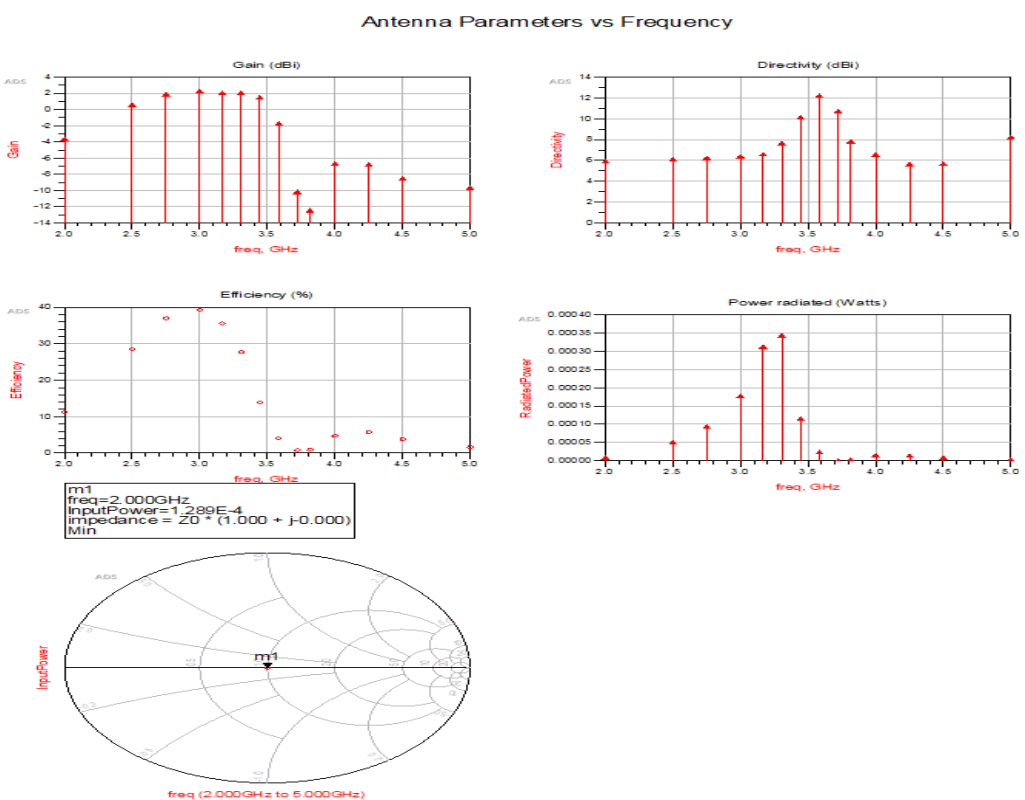 Antenna Parameters vs Frequency
Gain (dBi)
ADS
4
2
0
-2
-4
-6
-8
-10
-12
-14
Gain
2.0 2.5 3.0 3.5 4.0 4.5 5.0
freq, GHz
Directivity (dBi)
ADS
14
12
10
8
6
4
2
0
Directivity
2.0 2.5 3.0 3.5 4.0 4.5 5.0
freq, GHz
Efficiency (%)
ADS
40
30
20
10
0
Efficiency
2.0 2.5 3.0 3.5 4.0 4.5 5.0
freq, GHz
Power radiated (Watts)
ADS
0.00040
0.00035
0.00030
0.00025
0.00020
0.00015
0.00010
0.00005
0.00000
RadiatedPower
2.0 2.5 3.0 3.5 4.0 4.5 5.0
freq, GHz
m1
freq=2.000GHz
InputPower=1.289E-4
impedance = Z0 * (1.000 + j-0.000)
Min
ADS
m1
InputPower
freq (2.000GHz to 5.000GHz)